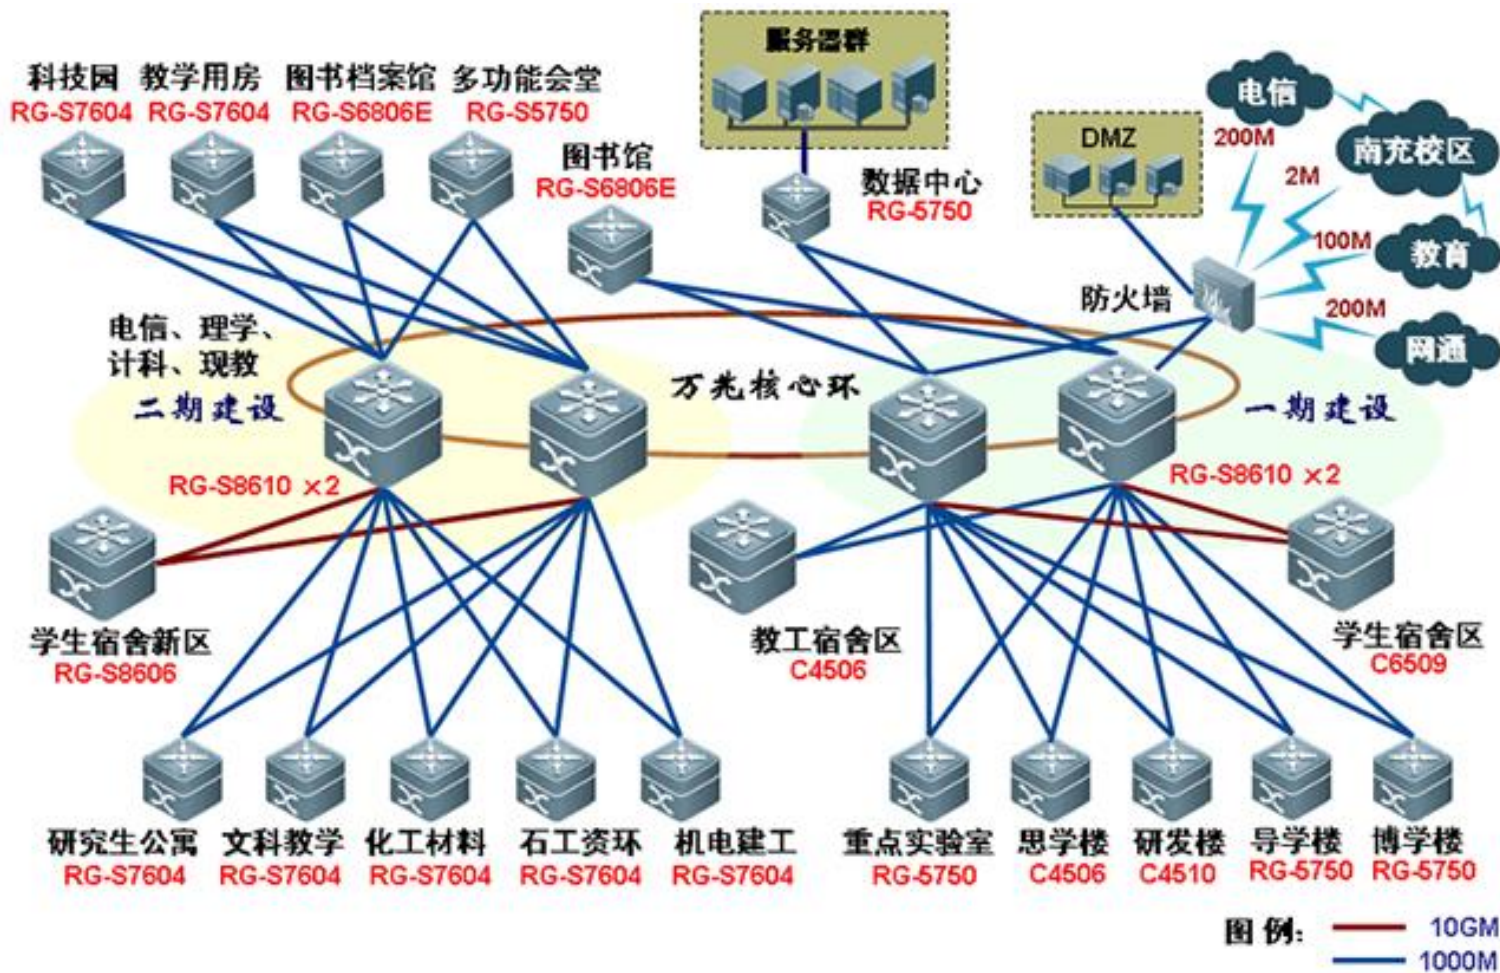 服务器群
科技园
教学用房
图书档案馆
多功能会堂
RG-S7604
RG-S7604
RG-S6806E
RG-S5750
电信
200M
南充校区
DMZ
图书馆
RG-S6806E
数据中心
RG-5750
2M
100M
教育
防火墙
200M
网通
电信、理学、
计科、现教
二期建设
万兆核心环
一期建设
RG-S8610 ×2
RG-S8610 ×2
学生宿舍新区
RG-S8606
教工宿舍区
C4506
学生宿舍区
C6509
研究生公寓
文科教学
化工材料
石工资环
机电建工
重点实验室
思学楼
研发楼
导学楼
博学楼
RG-S7604
RG-S7604
RG-S7604
RG-S7604
RG-S7604
RG-5750
C4506
C4510
RG-5750
RG-5750
图例:
10GM
1000M